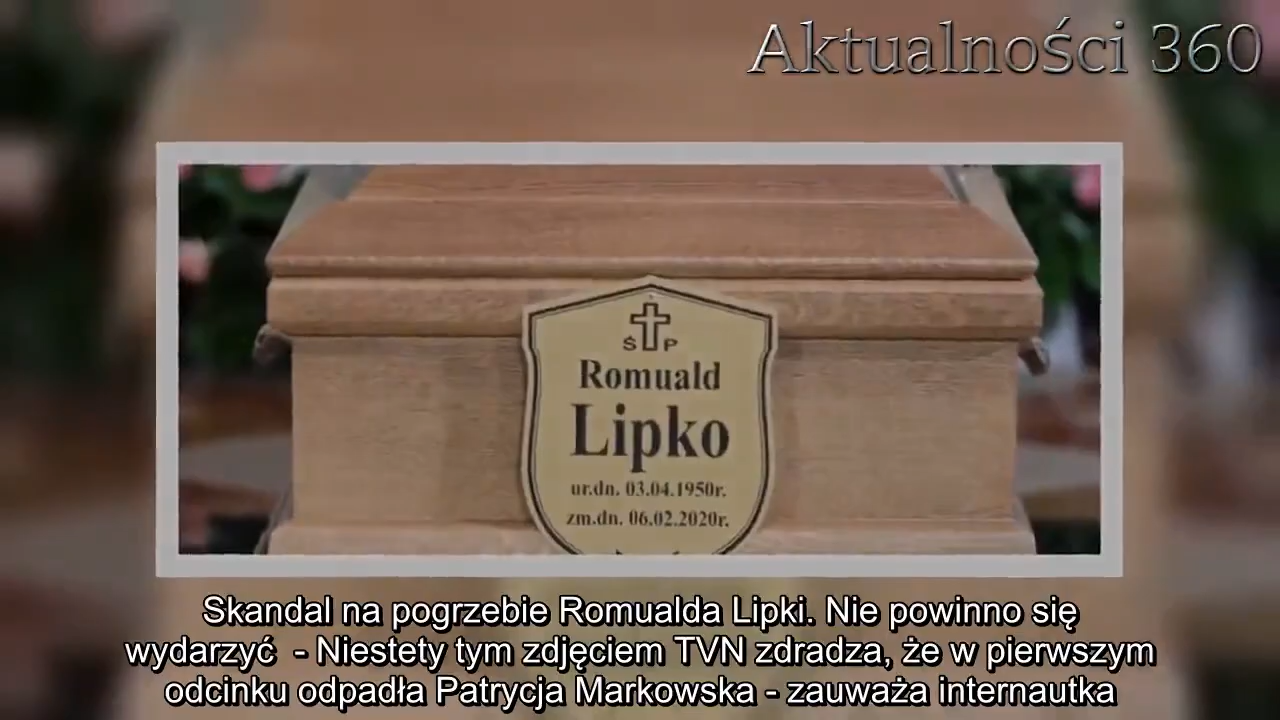 Aktualności 360
Ś P
Romuald
Lipko
ur.dn. 03.04.1950r.
zm.dn. 06.02.2020r.
Skandal na pogrzebie Romualda Lipki. Nie powinno się
wydarzyć - Niestety tym zdjęciem TVN zdradza, że w pierwszym
odcinku odpadła Patrycja Markowska - zauważa internautka